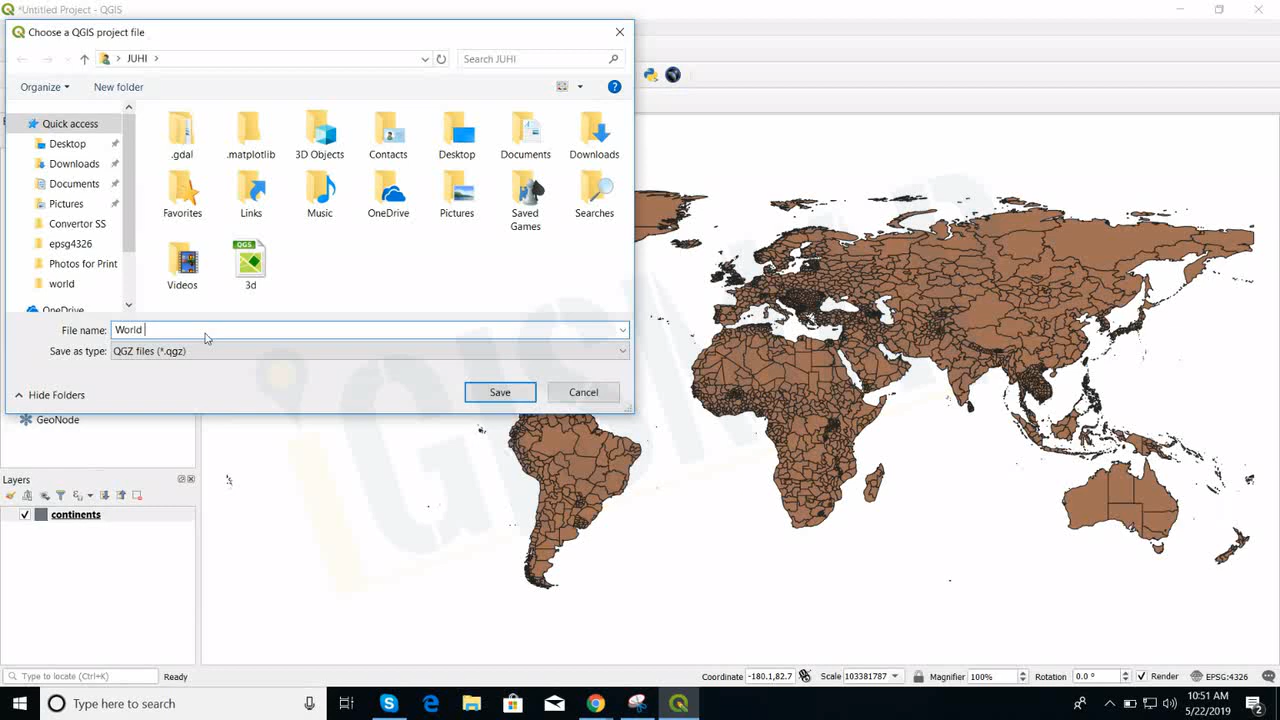 *Untitled Project - QGIS
Choose a QGIS project file
JUHI
Search JUHI
Organize
New folder
Quick access
Desktop
Downloads
Documents
Pictures
Convertor SS
epsg4326
Photos for Print
world
OneDrive
.gdal
.matplotlib
3D Objects
Contacts
Desktop
Documents
Downloads
Favorites
Links
Music
OneDrive
Pictures
Saved Games
Searches
Videos
QGS
3d
File name: World
Save as type: QGZ files (*.qgz)
Hide Folders
Save
Cancel
GeoNode
Layers
continents
iGISMAP
Type to locate (Ctrl+K)
Ready
Coordinate -180.1,82.7
Scale 103381787
Magnifier 100%
Rotation 0.0 °
Render
EPSG:4326
Type here to search
10:51 AM
5/22/2019
2